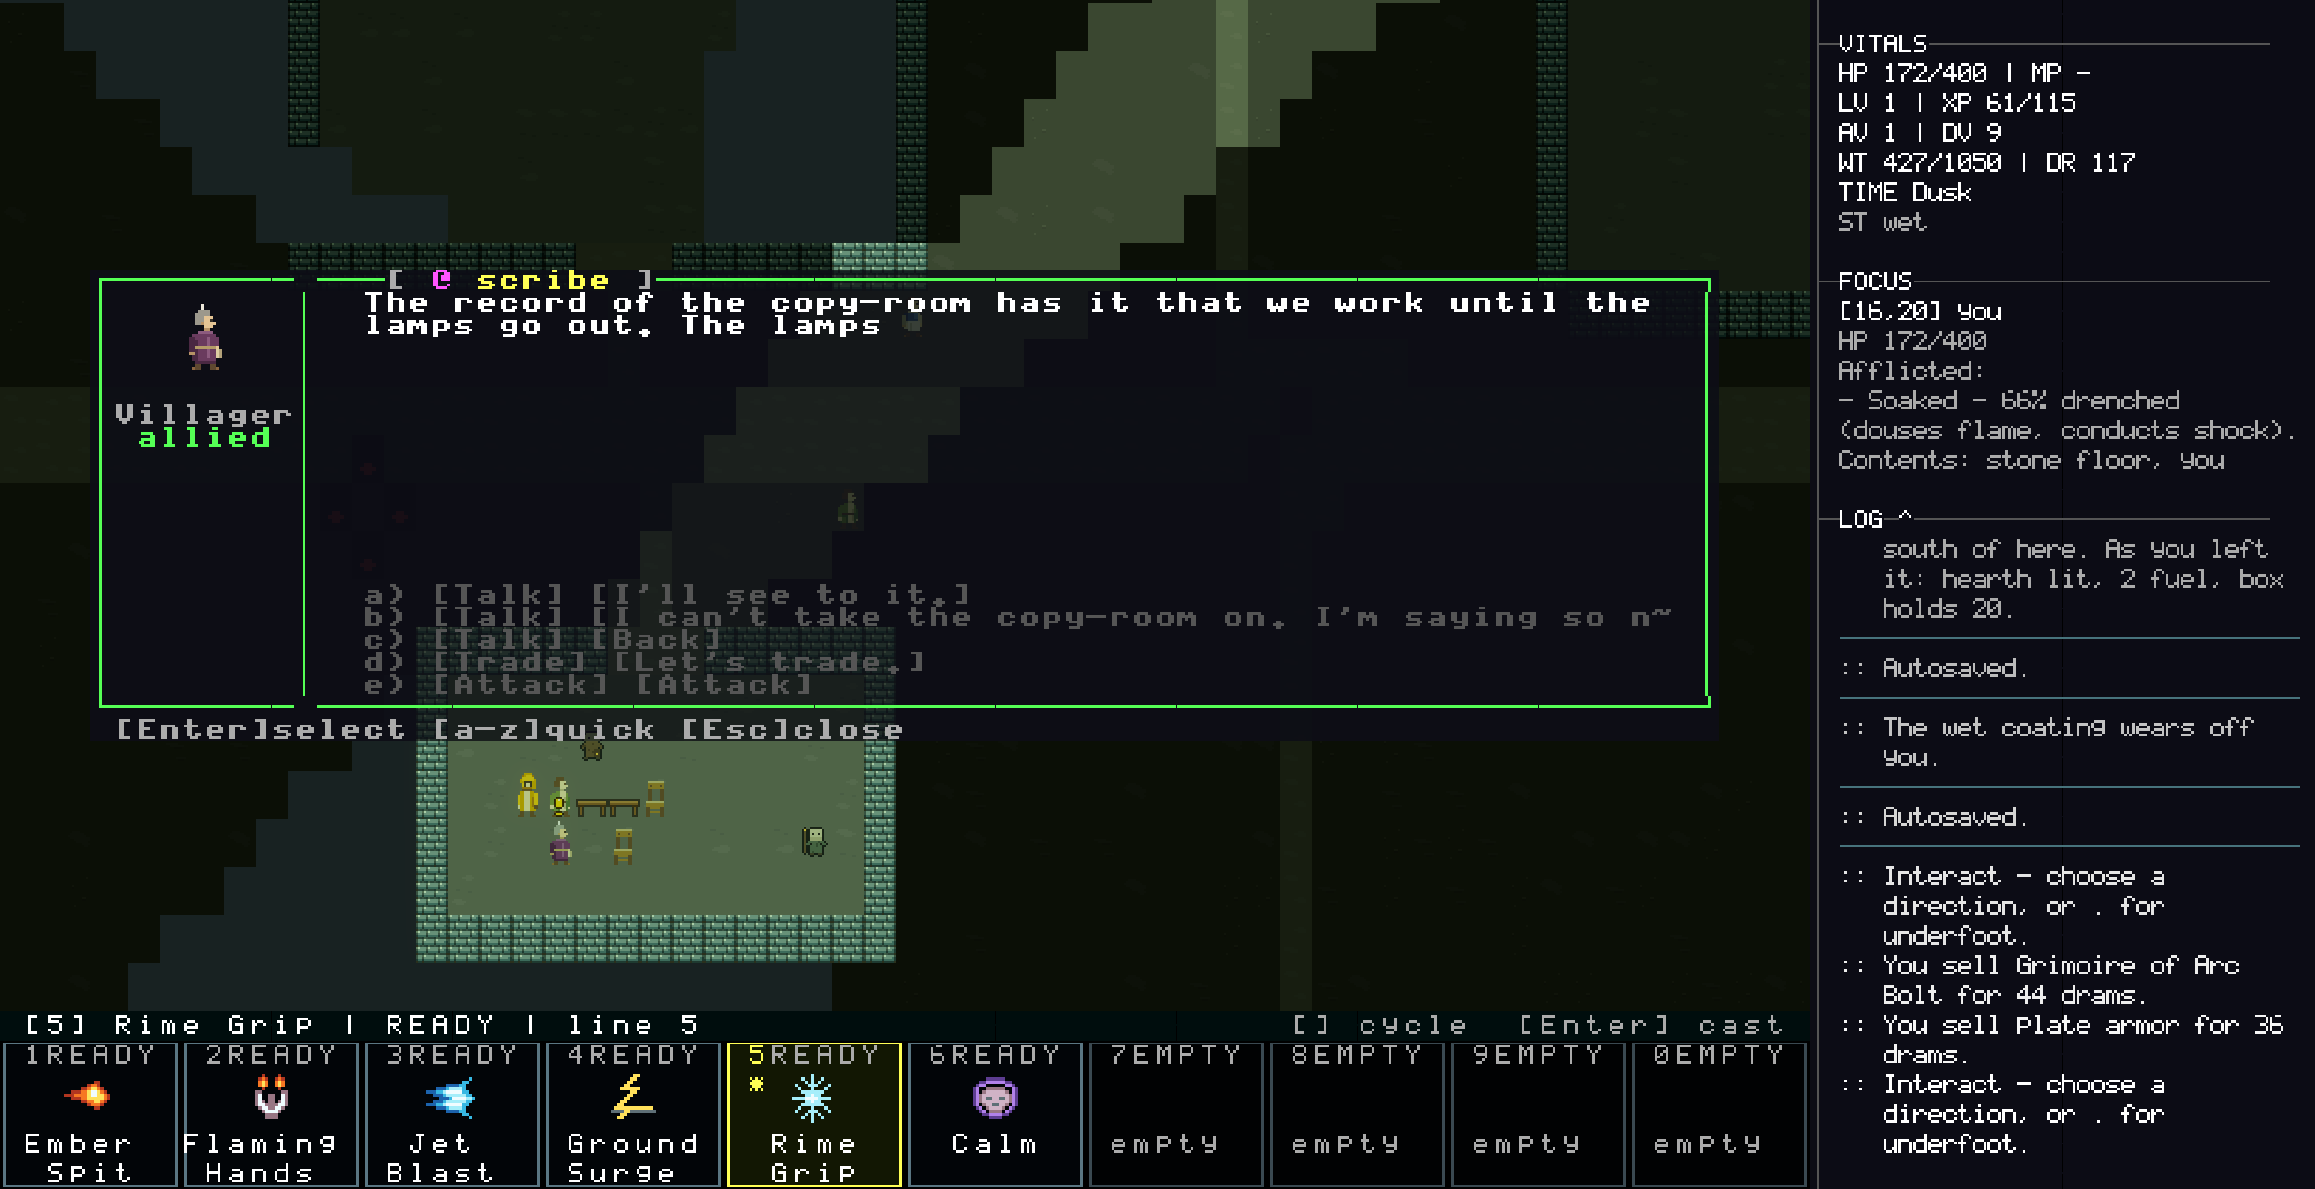 [ @ scribe ]
The record of the copy-room has it that we work until the
lamps go out. The lamps
Villager
allied
a) [Talk] [I'll see to it.]
b) [Talk] [I can't take the copy-room on. I'm saying so n~
c) [Talk] [Back]
d) [Trade] [Let's trade.]
e) [Attack] [Attack]
[Enter]select [a-z]quick [Esc]close
[5] Rime Grip | READY | line 5
[] cycle [Enter] cast
1READY
Ember
Spit
2READY
Flaming
Hands
3READY
Jet
Blast
4READY
Ground
Surge
5READY
Rime
Grip
6READY
Calm
7EMPTY
empty
8EMPTY
empty
9EMPTY
empty
0EMPTY
empty
VITALS
HP 172/400 | MP -
LV 1 | XP 61/115
AV 1 | DV 9
WT 427/1050 | DR 117
TIME Dusk
ST wet
FOCUS
[16,20] you
HP 172/400
Afflicted:
- Soaked - 66% drenched
(douses flame, conducts shock).
Contents: stone floor, you
LOG ^
south of here. As you left
it: hearth lit, 2 fuel, box
holds 20.
:: Autosaved.
:: The wet coating wears off
you.
:: Autosaved.
:: Interact - choose a
direction, or . for
underfoot.
:: You sell Grimoire of Arc
Bolt for 44 drams.
:: You sell Plate armor for 36
drams.
:: Interact - choose a
direction, or . for
underfoot.